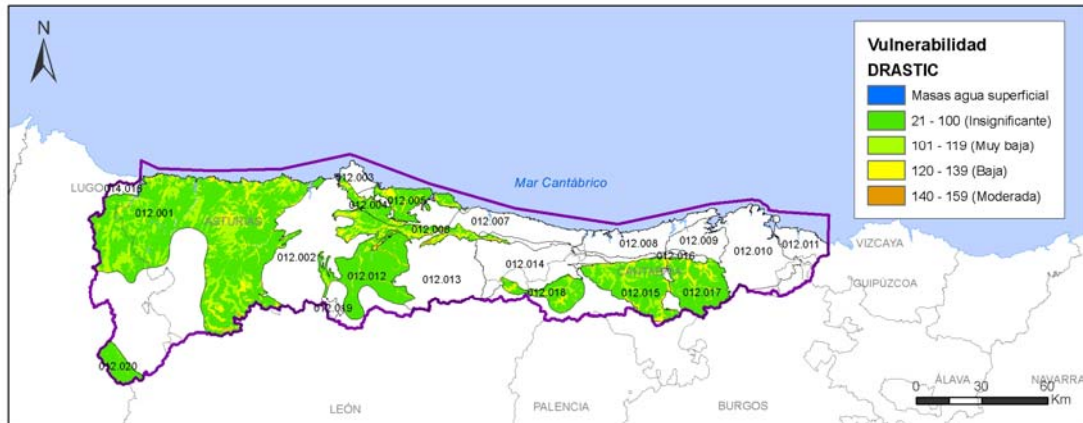 N
Vulnerabilidad
DRASTIC
Masas agua superficial
21 - 100 (Insignificante)
101 - 119 (Muy baja)
120 - 139 (Baja)
140 - 159 (Moderada)
Mar Cantábrico
LUGO
012.003
012.001
ASTURIAS
012.004
012.005
012.006
012.007
012.008
012.009
012.011
VIZCAYA
012.002
012.016
012.010
012.012
012.013
012.014
CANTABRIA
GUIPÚZCOA
012.018
012.015
012.017
012.019
012.020
LEÓN
PALENCIA
BURGOS
ÁLAVA
NAVARRA
0 30 60
Km